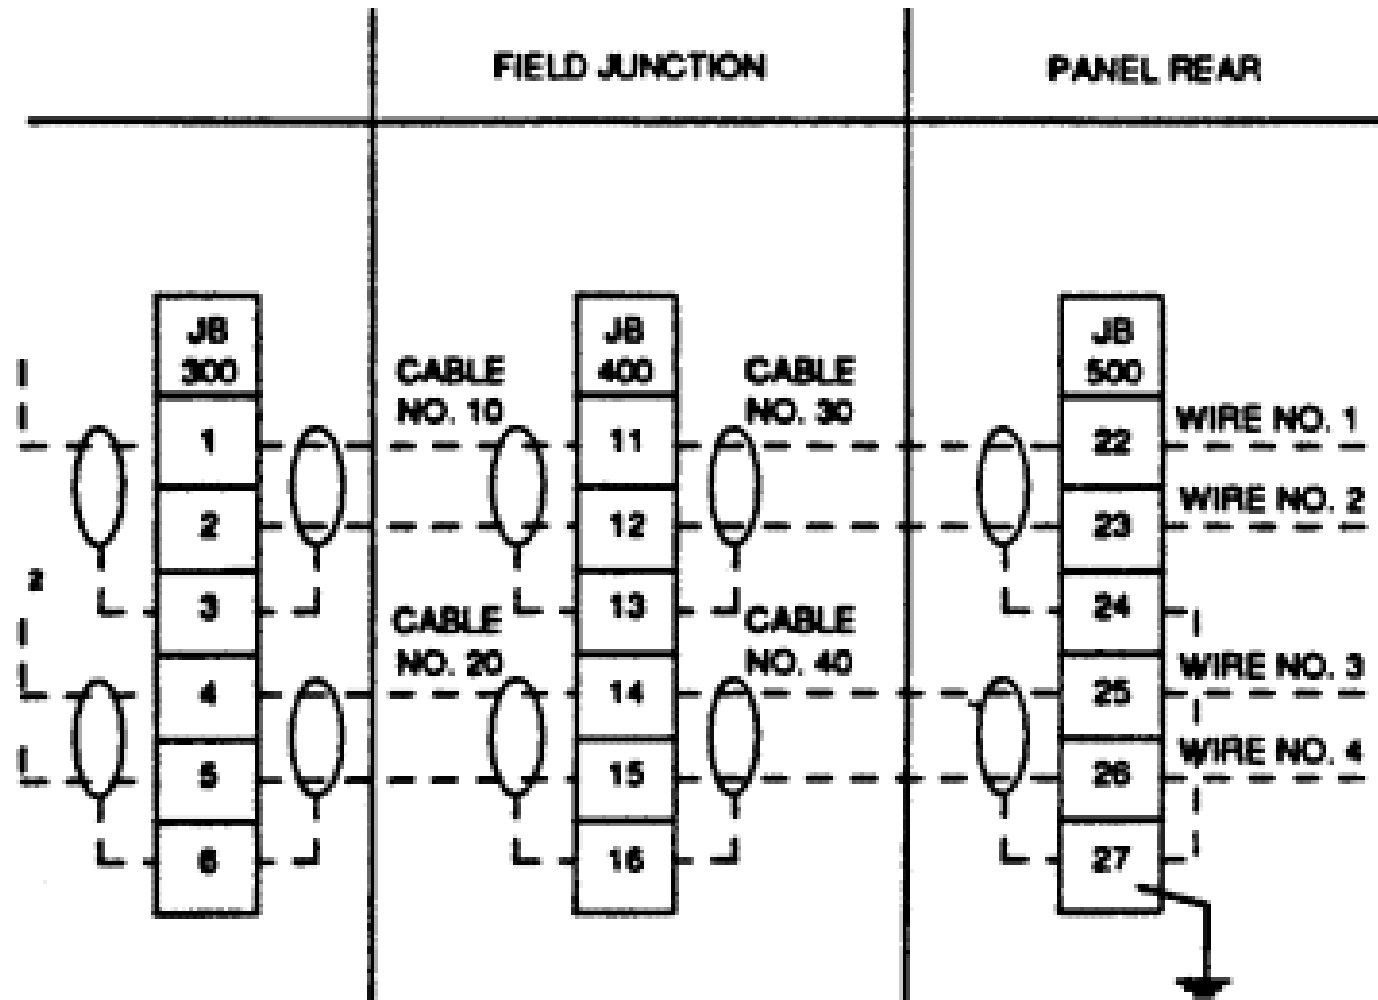 FIELD JUNCTION
PANEL REAR
JB
300
1
2
3
4
5
6
2
CABLE
NO. 10
CABLE
NO. 20
JB
400
11
12
13
14
15
16
CABLE
NO. 30
CABLE
NO. 40
JB
500
22
23
24
25
26
27
WIRE NO. 1
WIRE NO. 2
WIRE NO. 3
WIRE NO. 4